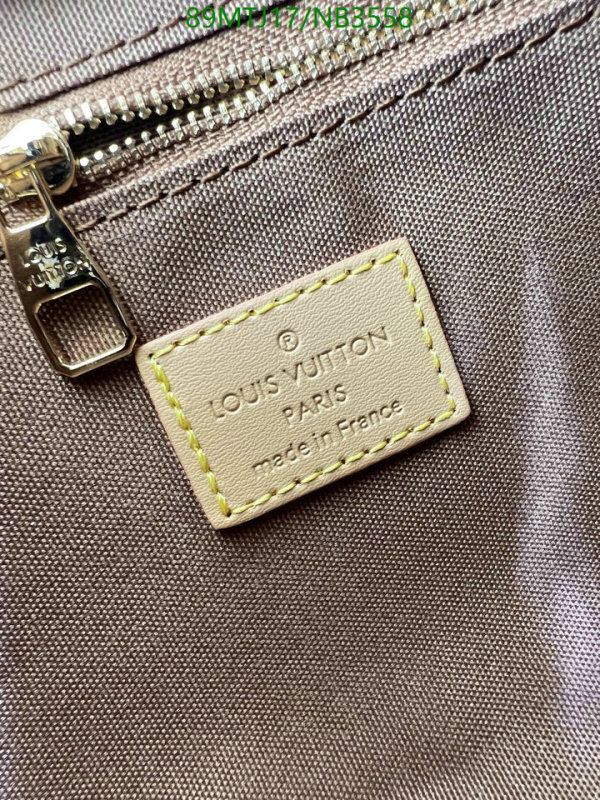 89MTJ17/NB3558
LOUIS
VUITTON
®
LOUIS VUITTON
PARIS
made in France